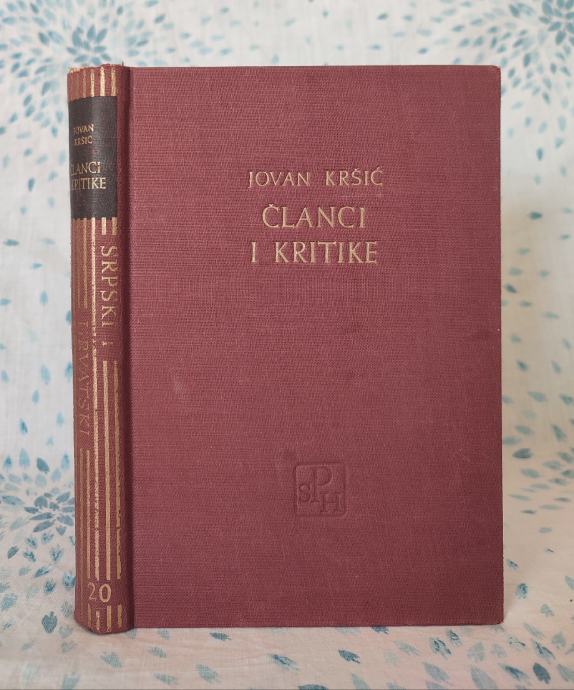 JOVAN KRŠIĆ
ČLANCI
I KRITIKE
SPH
JOVAN
KRŠIĆ
ČLANCI
I KRITIKE
SRPSKI I
HRVATSKI
20